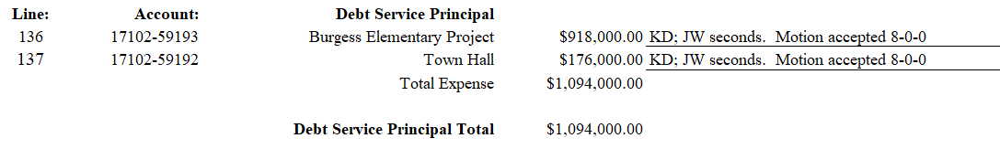 Line: Account: Debt Service Principal
136 17102-59193 Burgess Elementary Project $918,000.00 KD; JW seconds. Motion accepted 8-0-0
137 17102-59192 Town Hall $176,000.00 KD; JW seconds. Motion accepted 8-0-0
Total Expense $1,094,000.00
Debt Service Principal Total $1,094,000.00